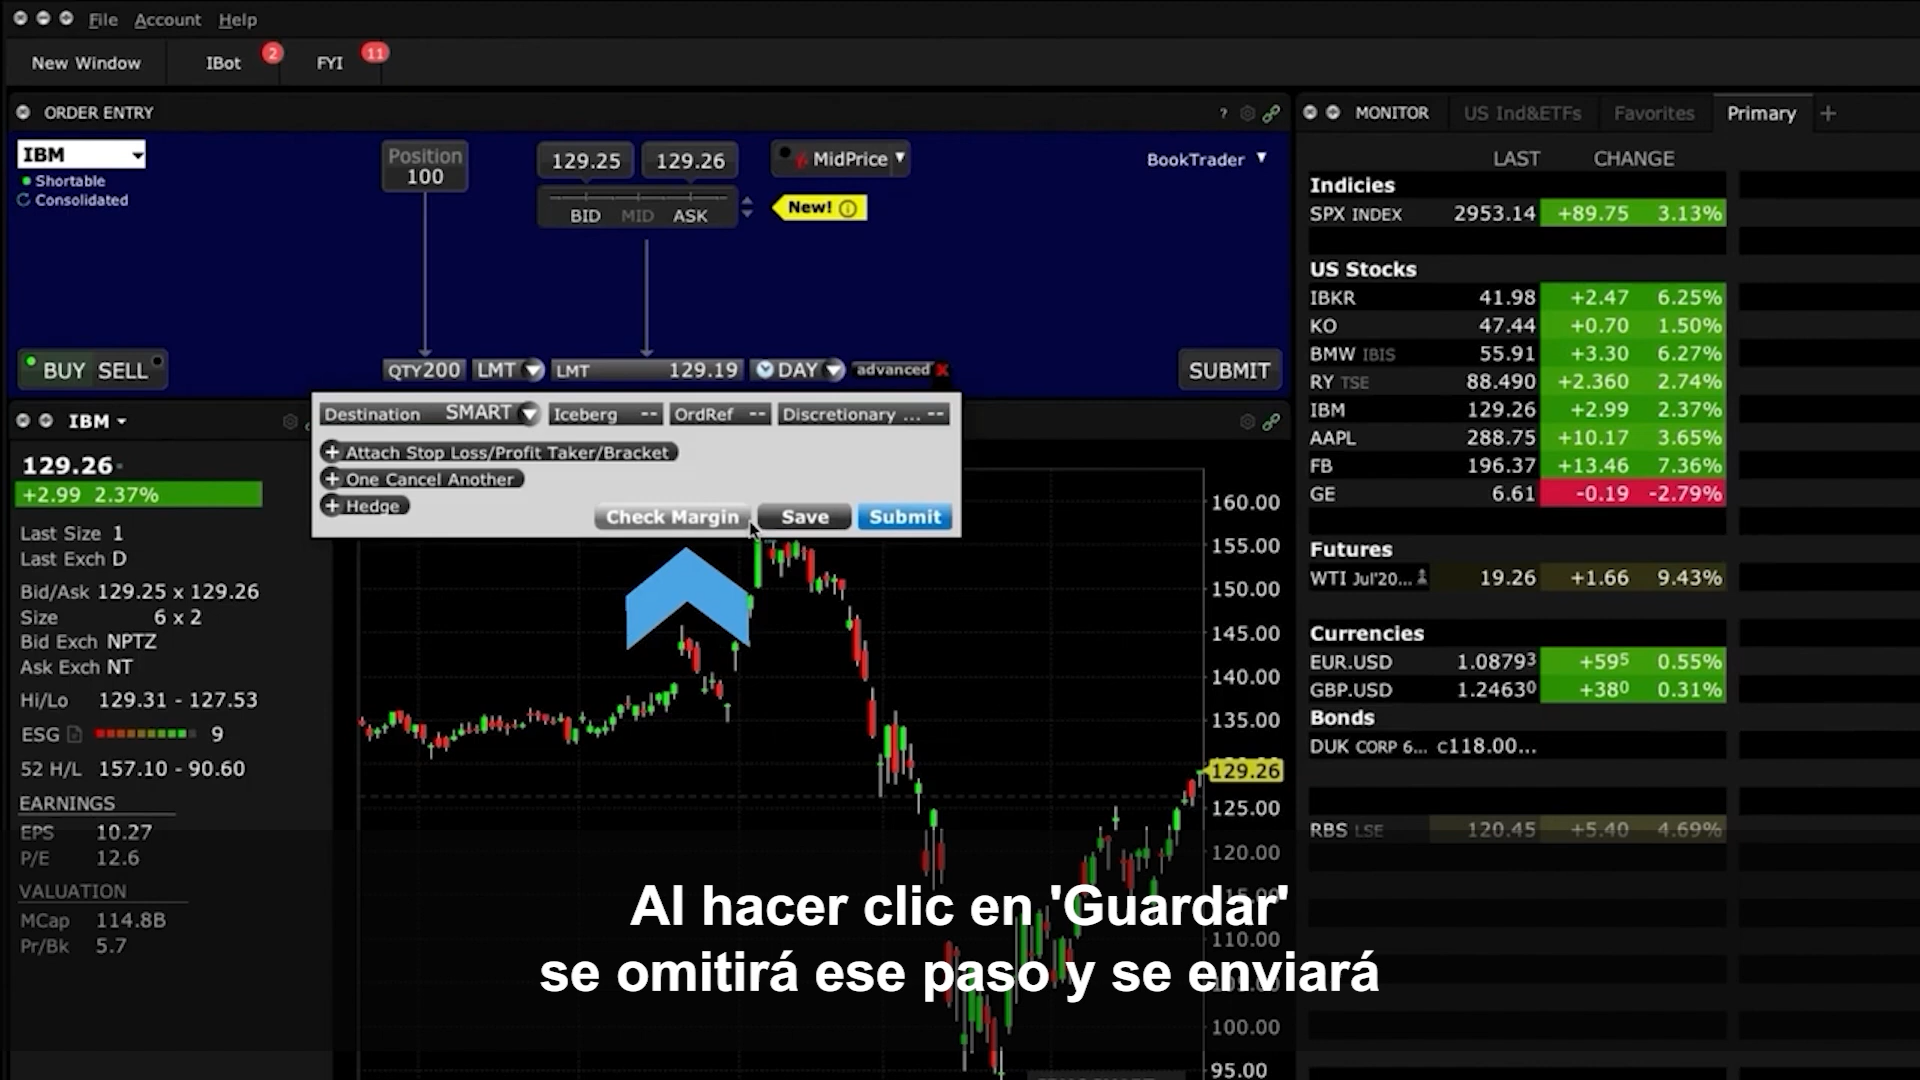 File Account Help
New Window IBot 2 FYI 11
ORDER ENTRY ?
IBM
Shortable
Consolidated
Position
100
129.25 129.26
BID MID ASK
MidPrice
New!
BookTrader
BUY SELL
QTY 200 LMT LMT 129.19 DAY advanced
SUBMIT
Destination SMART Iceberg -- OrdRef -- Discretionary ... --
+ Attach Stop Loss/Profit Taker/Bracket
+ One Cancel Another
+ Hedge
Check Margin Save Submit
IBM
129.26
+2.99 2.37%
Last Size 1
Last Exch D
Bid/Ask 129.25 x 129.26
Size 6 x 2
Bid Exch NPTZ
Ask Exch NT
Hi/Lo 129.31 - 127.53
ESG 9
52 H/L 157.10 - 90.60
EARNINGS
EPS 10.27
P/E 12.6
VALUATION
MCap 114.8B
Pr/Bk 5.7
160.00
155.00
150.00
145.00
140.00
135.00
129.26
125.00
120.00
115.00
110.00
105.00
100.00
95.00
MONITOR US Ind&ETFs Favorites Primary +
LAST CHANGE
Indicies
SPX INDEX 2953.14 +89.75 3.13%
US Stocks
IBKR 41.98 +2.47 6.25%
KO 47.44 +0.70 1.50%
BMW IBIS 55.91 +3.30 6.27%
RY TSE 88.490 +2.360 2.74%
IBM 129.26 +2.99 2.37%
AAPL 288.75 +10.17 3.65%
FB 196.37 +13.46 7.36%
GE 6.61 -0.19 -2.79%
Futures
WTI Jul'20... 19.26 +1.66 9.43%
Currencies
EUR.USD 1.08793 +595 0.55%
GBP.USD 1.24630 +380 0.31%
Bonds
DUK CORP 6... c118.00...
RBS LSE 120.45 +5.40 4.69%
Al hacer clic en 'Guardar'
se omitirá ese paso y se enviará